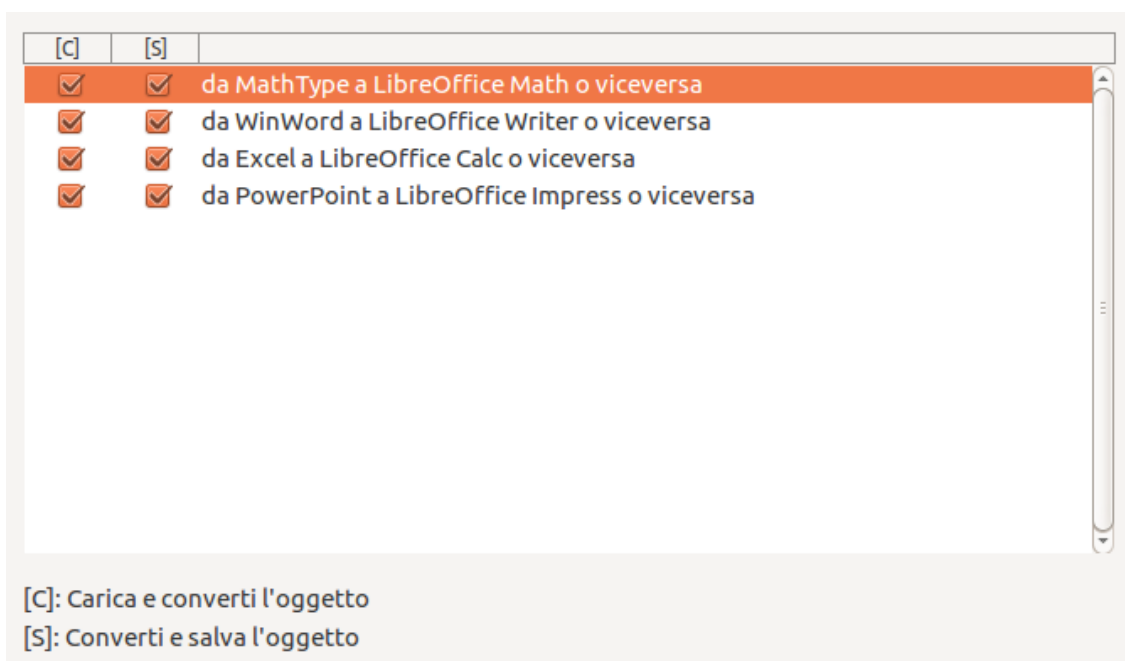 [C] [S]
da MathType a LibreOffice Math o viceversa
da WinWord a LibreOffice Writer o viceversa
da Excel a LibreOffice Calc o viceversa
da PowerPoint a LibreOffice Impress o viceversa
[C]: Carica e converti l'oggetto
[S]: Converti e salva l'oggetto